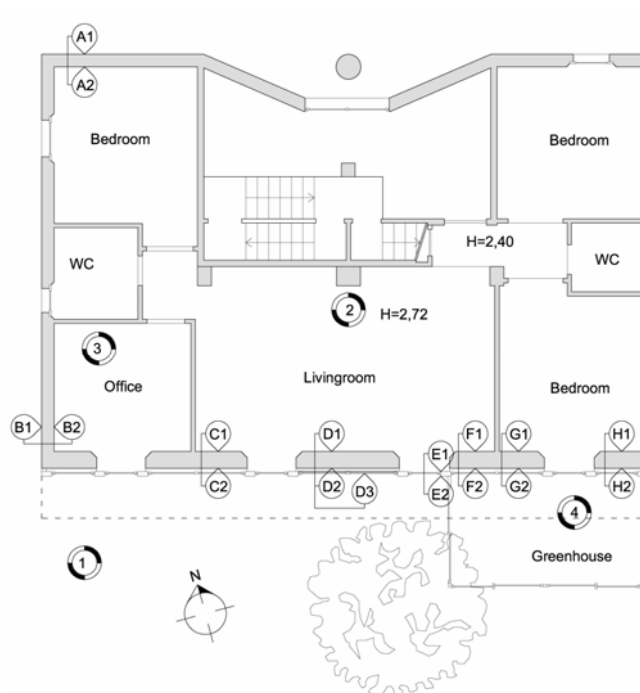 A1
A2
Bedroom
Bedroom
H=2,40
WC
WC
2
H=2,72
3
Livingroom
Office
Bedroom
B1
B2
C1
D1
F1
G1
H1
E1
C2
D2
D3
E2
F2
G2
H2
4
1
Greenhouse
N